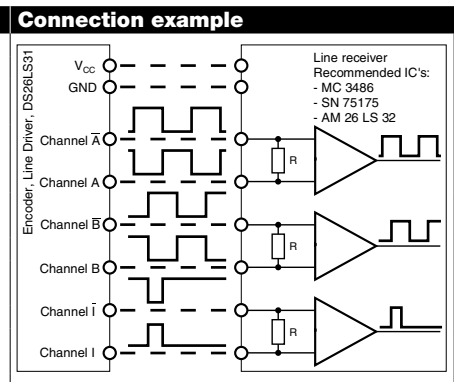 Connection example
Encoder, Line Driver, DS26LS31
V_CC
GND
Channel A̅
Channel A
Channel B̅
Channel B
Channel I̅
Channel I
Line receiver
Recommended IC's:
- MC 3486
- SN 75175
- AM 26 LS 32
R
R
R